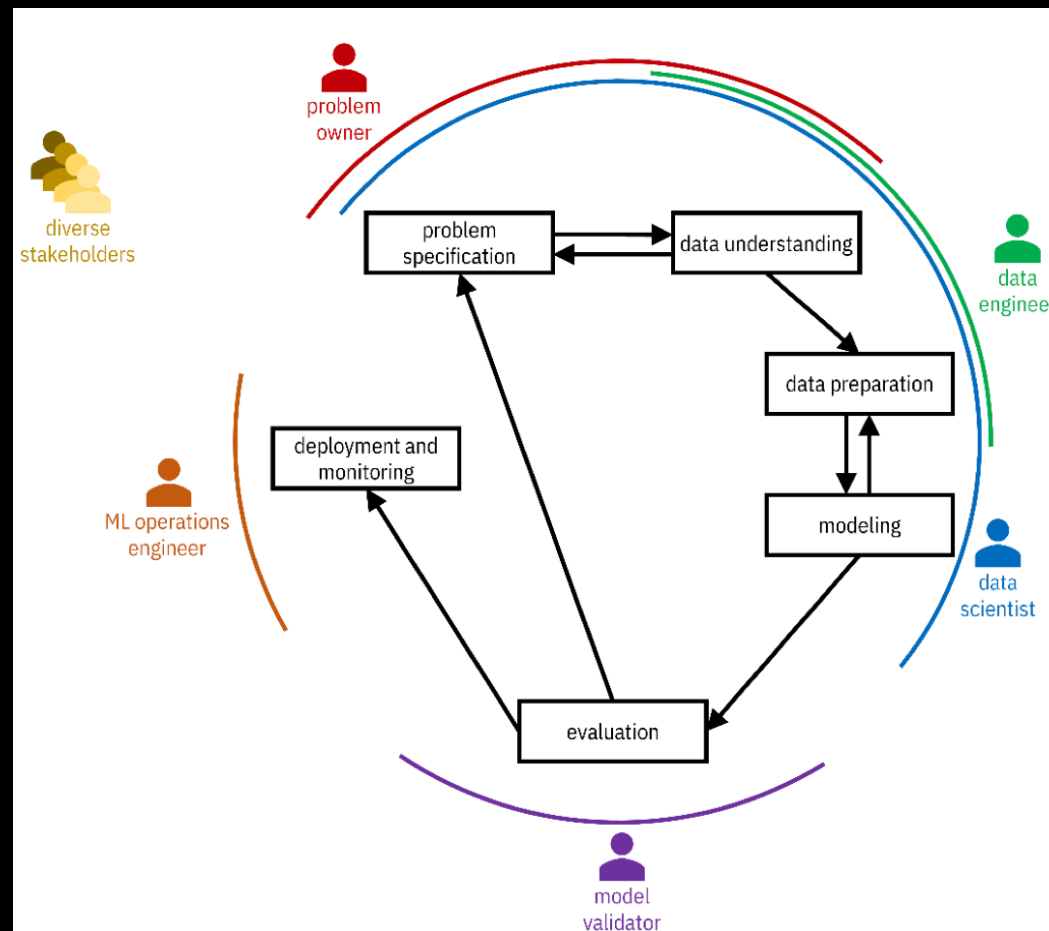 problem
owner
diverse
stakeholders
problem
specification
data understanding
data
enginee
data preparation
deployment and
monitoring
ML operations
engineer
modeling
data
scientist
evaluation
model
validator